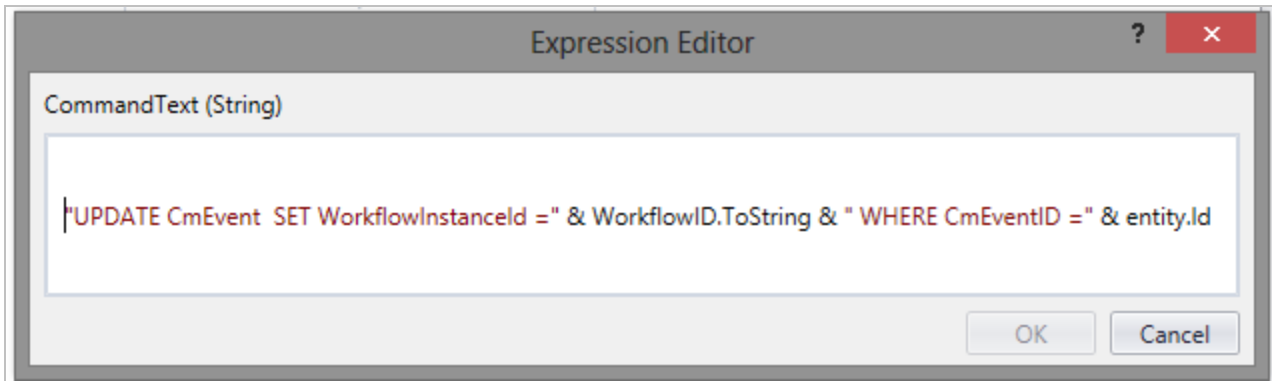 Expression Editor
?
×
CommandText (String)
"UPDATE CmEvent  SET WorkflowInstanceId =" & WorkflowID.ToString & " WHERE CmEventID =" & entity.Id
OK
Cancel